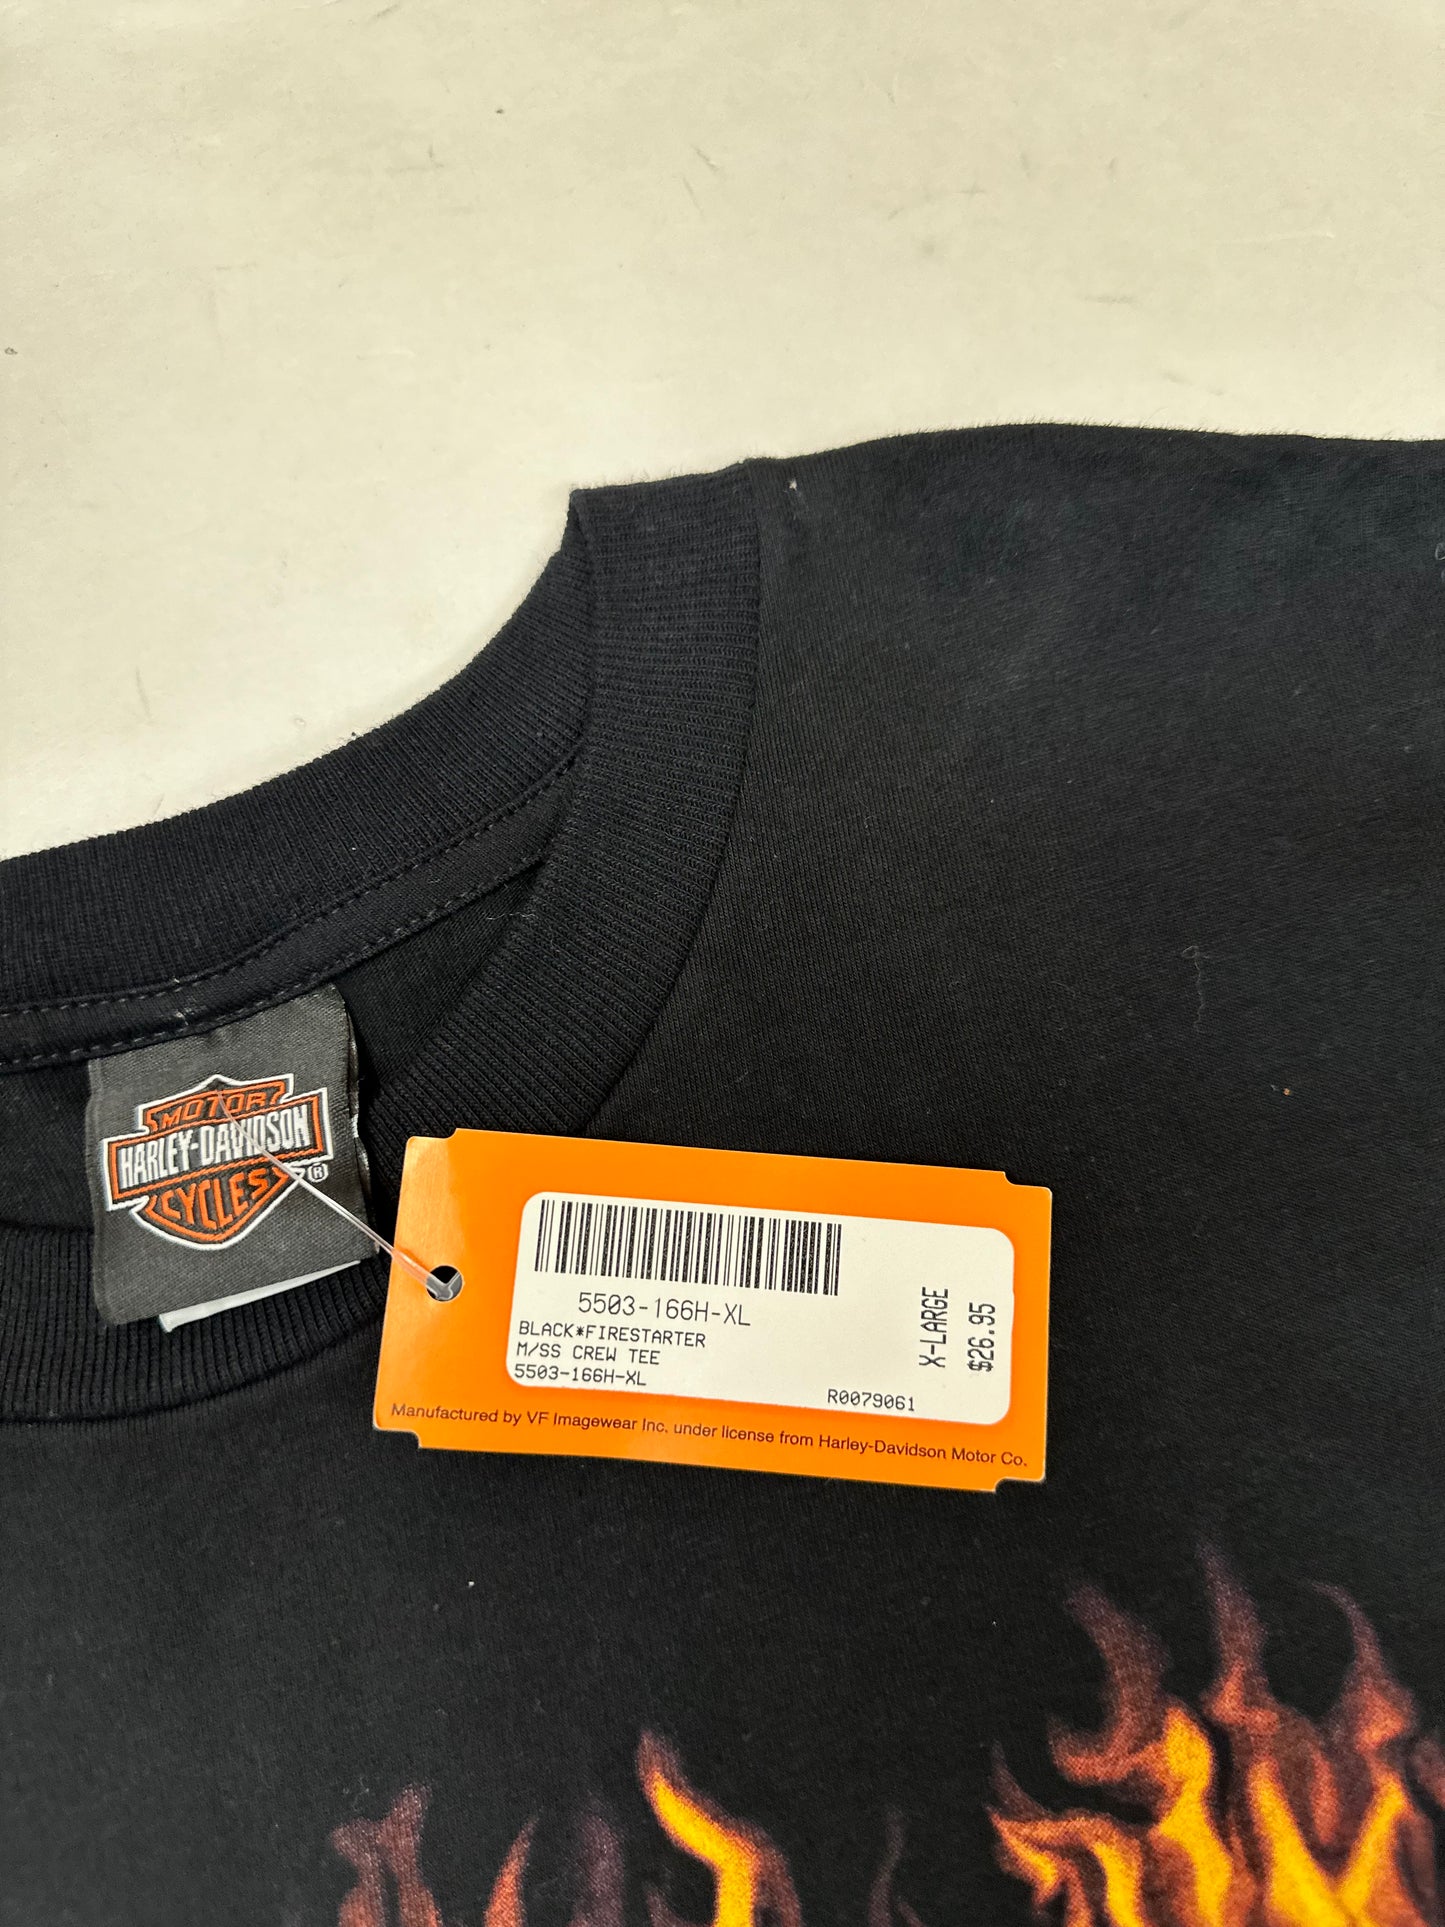 MOTOR
HARLEY-DAVIDSON
CYCLES ®
5503-166H-XL
BLACK*FIRESTARTER
M/SS CREW TEE
5503-166H-XL
R0079061
X-LARGE
$26.95
Manufactured by VF Imagewear Inc. under license from Harley-Davidson Motor Co.